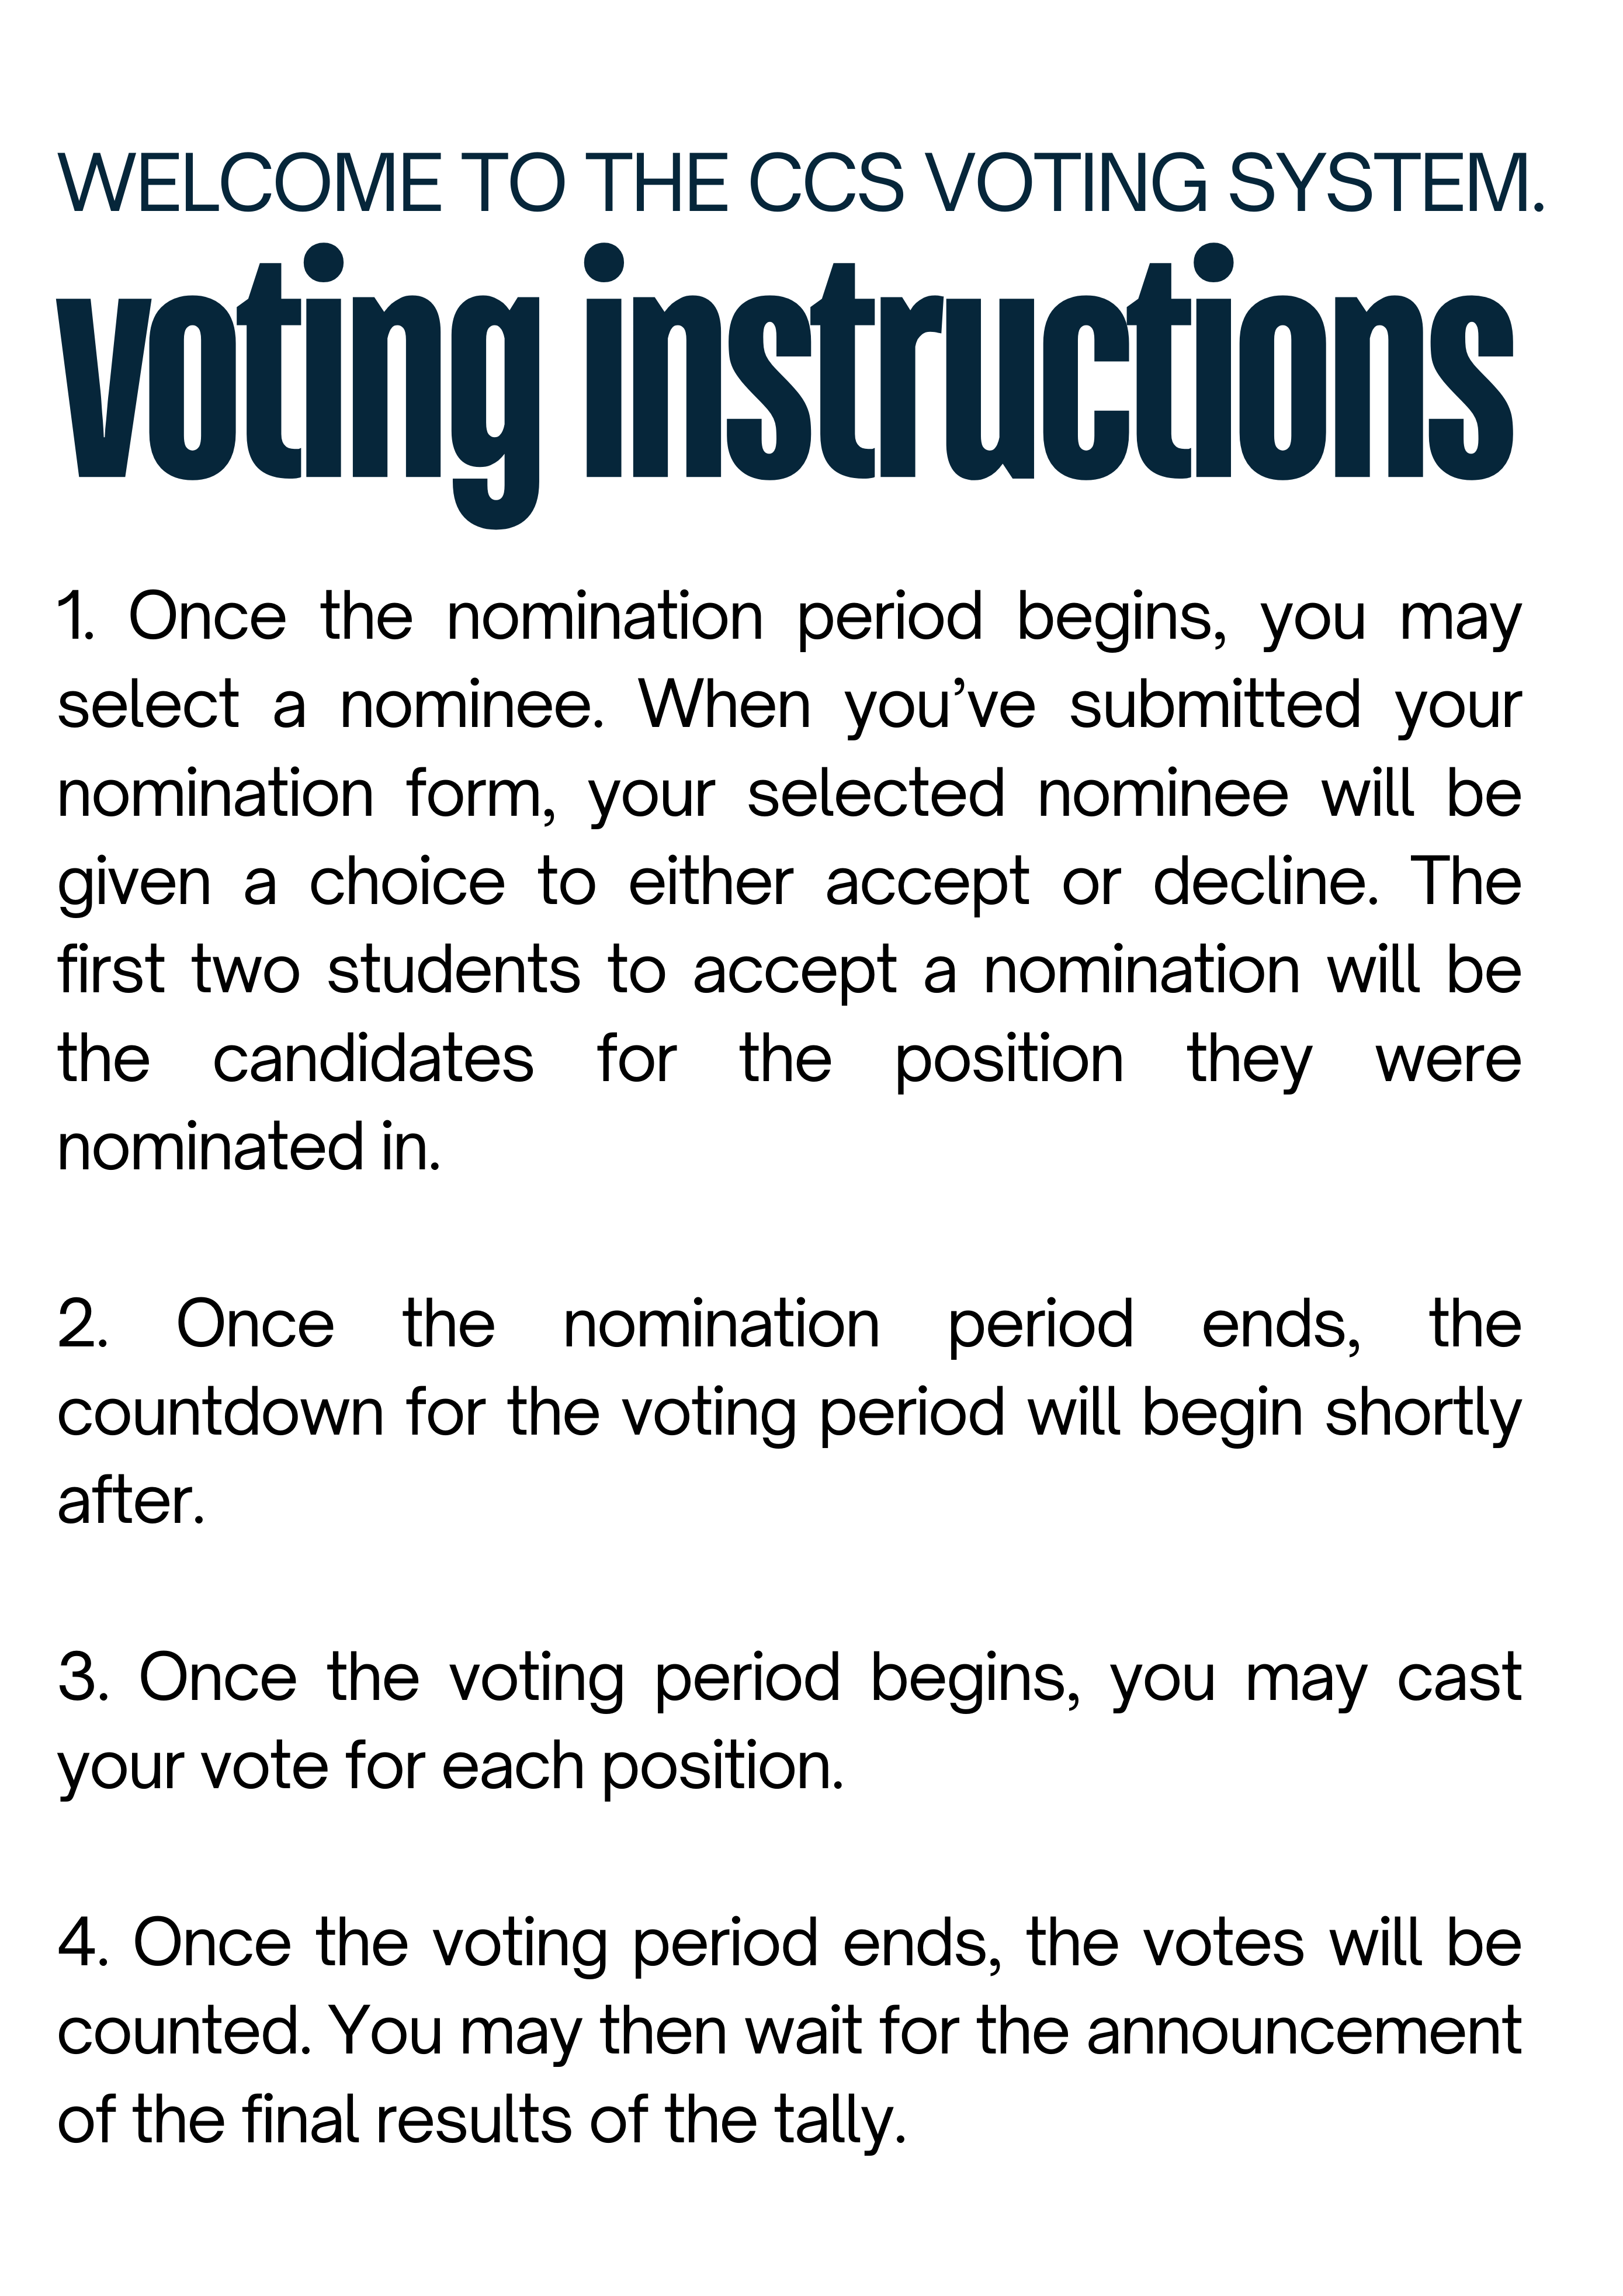 WELCOME TO THE CCS VOTING SYSTEM.
voting instructions
1. Once the nomination period begins, you may
select a nominee. When you’ve submitted your
nomination form, your selected nominee will be
given a choice to either accept or decline. The
first two students to accept a nomination will be
the candidates for the position they were
nominated in.
2. Once the nomination period ends, the
countdown for the voting period will begin shortly
after.
3. Once the voting period begins, you may cast
your vote for each position.
4. Once the voting period ends, the votes will be
counted. You may then wait for the announcement
of the final results of the tally.